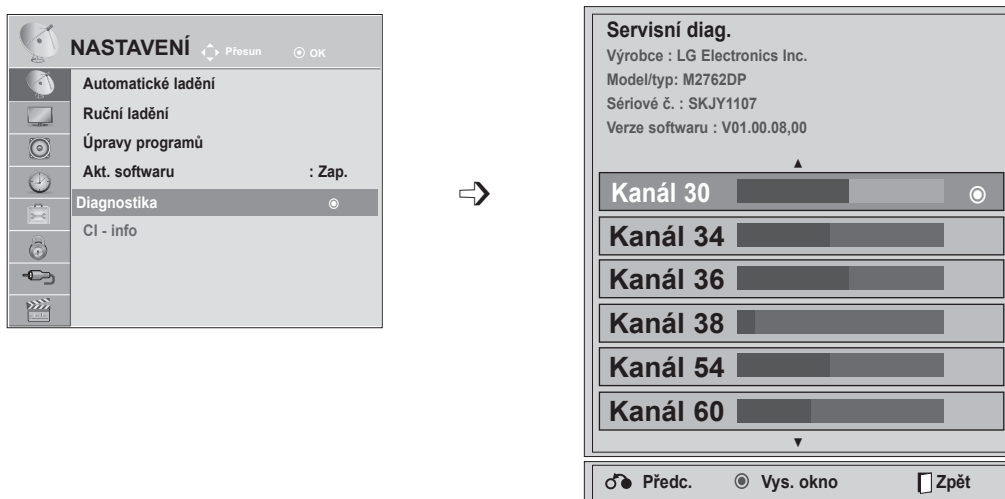 NASTAVENÍ
Přesun
OK
Automatické ladění
Ruční ladění
Úpravy programů
Akt. softwaru : Zap.
Diagnostika
CI - info
Servisní diag.
Výrobce : LG Electronics Inc.
Model/typ: M2762DP
Sériové č. : SKJY1107
Verze softwaru : V01.00.08,00
Kanál 30
Kanál 34
Kanál 36
Kanál 38
Kanál 54
Kanál 60
Předc. Vys. okno Zpět